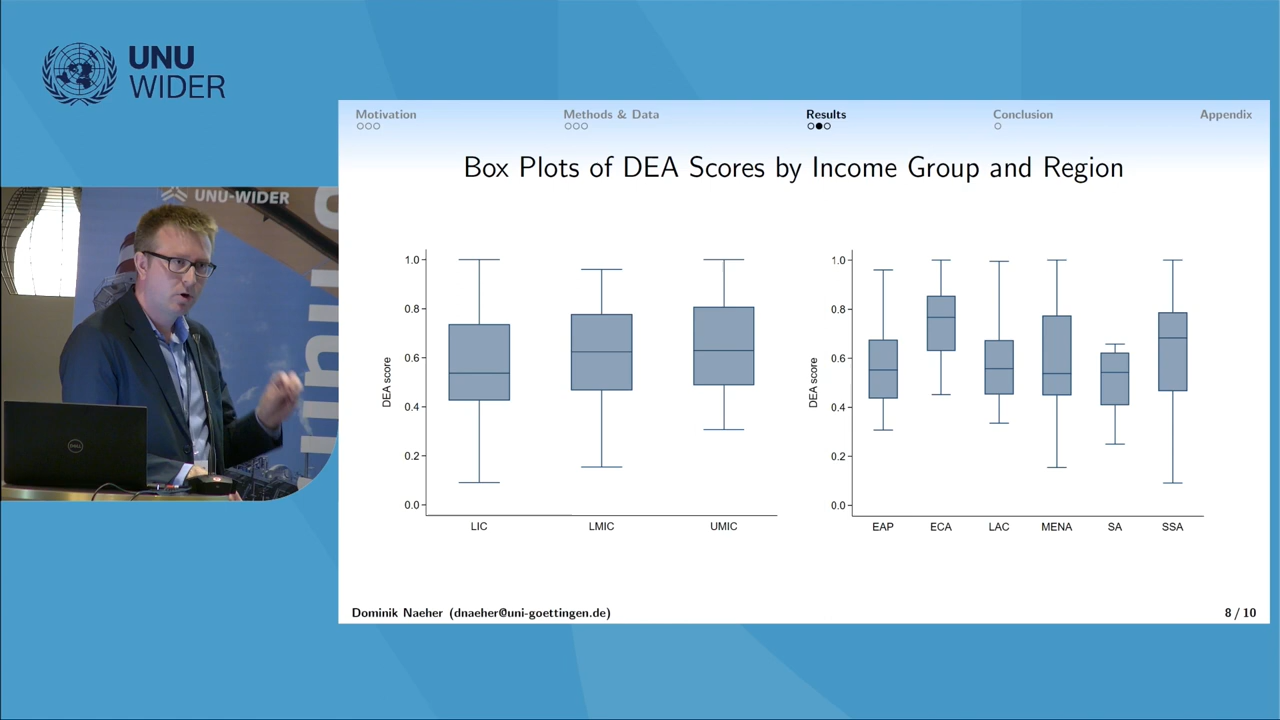 UNU
WIDER
UNU-WIDER
unu
DELL
Motivation
Methods & Data
Results
Conclusion
Appendix
Box Plots of DEA Scores by Income Group and Region
DEA score
1.0
0.8
0.6
0.4
0.2
0.0
LIC LMIC UMIC
DEA score
1.0
0.8
0.6
0.4
0.2
0.0
EAP ECA LAC MENA SA SSA
Dominik Naeher (dnaeher@uni-goettingen.de)
8 / 10